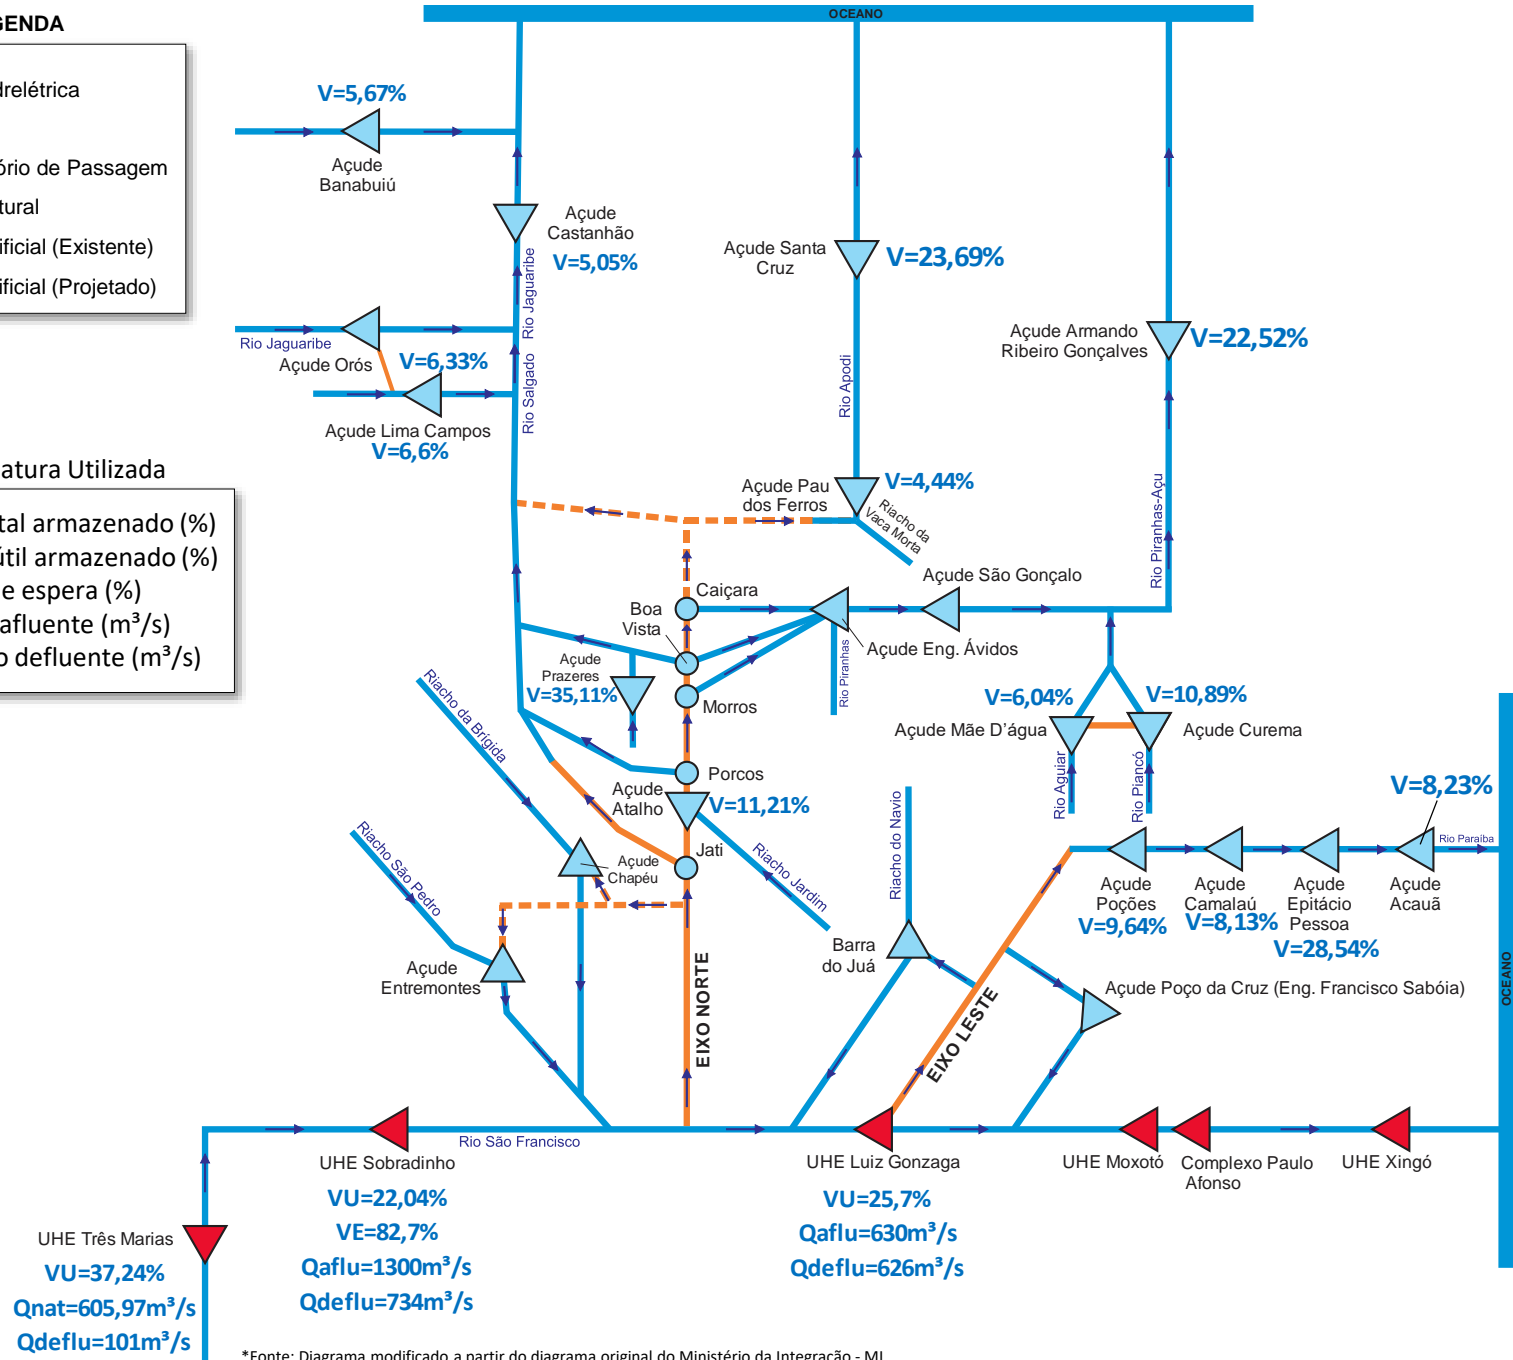 OCEANO
GENDA
drelétrica
ório de Passagem
tural
ificial (Existente)
ificial (Projetado)
V=5,67%
Açude
Banabuiú
Açude
Castanhão
V=5,05%
Rio Jaguaribe
Açude Santa
Cruz
V=23,69%
Açude Armando
Ribeiro Gonçalves
V=22,52%
Rio Jaguaribe
Açude Orós
V=6,33%
Rio Salgado
Rio Apodi
Açude Lima Campos
V=6,6%
atura Utilizada
tal armazenado (%)
útil armazenado (%)
e espera (%)
afluente (m³/s)
o defluente (m³/s)
Açude Pau
dos Ferros
V=4,44%
Riacho da
Vaca Morta
Rio Piranhas-Açu
Açude São Gonçalo
Caiçara
Boa
Vista
Açude Eng. Ávidos
Rio Piranhas
Açude
Prazeres
V=35,11%
Morros
Riacho da Brígida
V=6,04%
V=10,89%
Açude Mãe D'água
Açude Curema
Rio Aguiar
Rio Piancó
Porcos
Açude
Atalho
V=11,21%
V=8,23%
Riacho São Pedro
Açude
Chapéu
Jati
Riacho Jardim
Riacho do Navio
Rio Paraíba
Açude
Poções
V=9,64%
Açude
Camalaú
V=8,13%
Açude
Epitácio
Pessoa
V=28,54%
Açude
Acauã
Açude
Entremontes
Barra
do Juá
OCEANO
Açude Poço da Cruz (Eng. Francisco Sabóia)
EIXO NORTE
EIXO LESTE
Rio São Francisco
UHE Sobradinho
VU=22,04%
VE=82,7%
Qaflu=1300m³/s
Qdeflu=734m³/s
UHE Luiz Gonzaga
VU=25,7%
Qaflu=630m³/s
Qdeflu=626m³/s
UHE Moxotó
Complexo Paulo
Afonso
UHE Xingó
UHE Três Marias
VU=37,24%
Qnat=605,97m³/s
Qdeflu=101m³/s
*Fonte: Diagrama modificado a partir do diagrama original do Ministério da Integração - MI